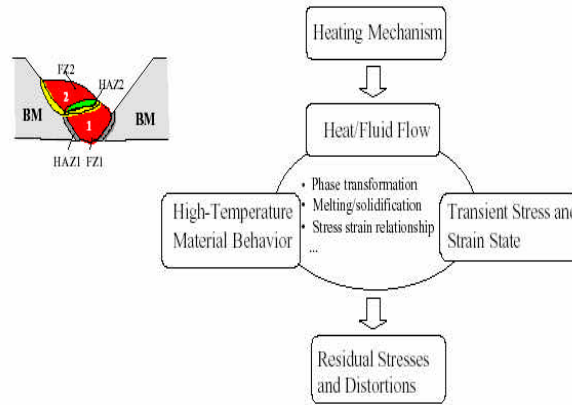 Heating Mechanism
FZ2
HAZ2
2
BM
1
BM
HAZ1 FZ1
Heat/Fluid Flow
• Phase transformation
• Melting/solidification
• Stress strain relationship
...
High-Temperature
Material Behavior
Transient Stress and
Strain State
Residual Stresses
and Distortions